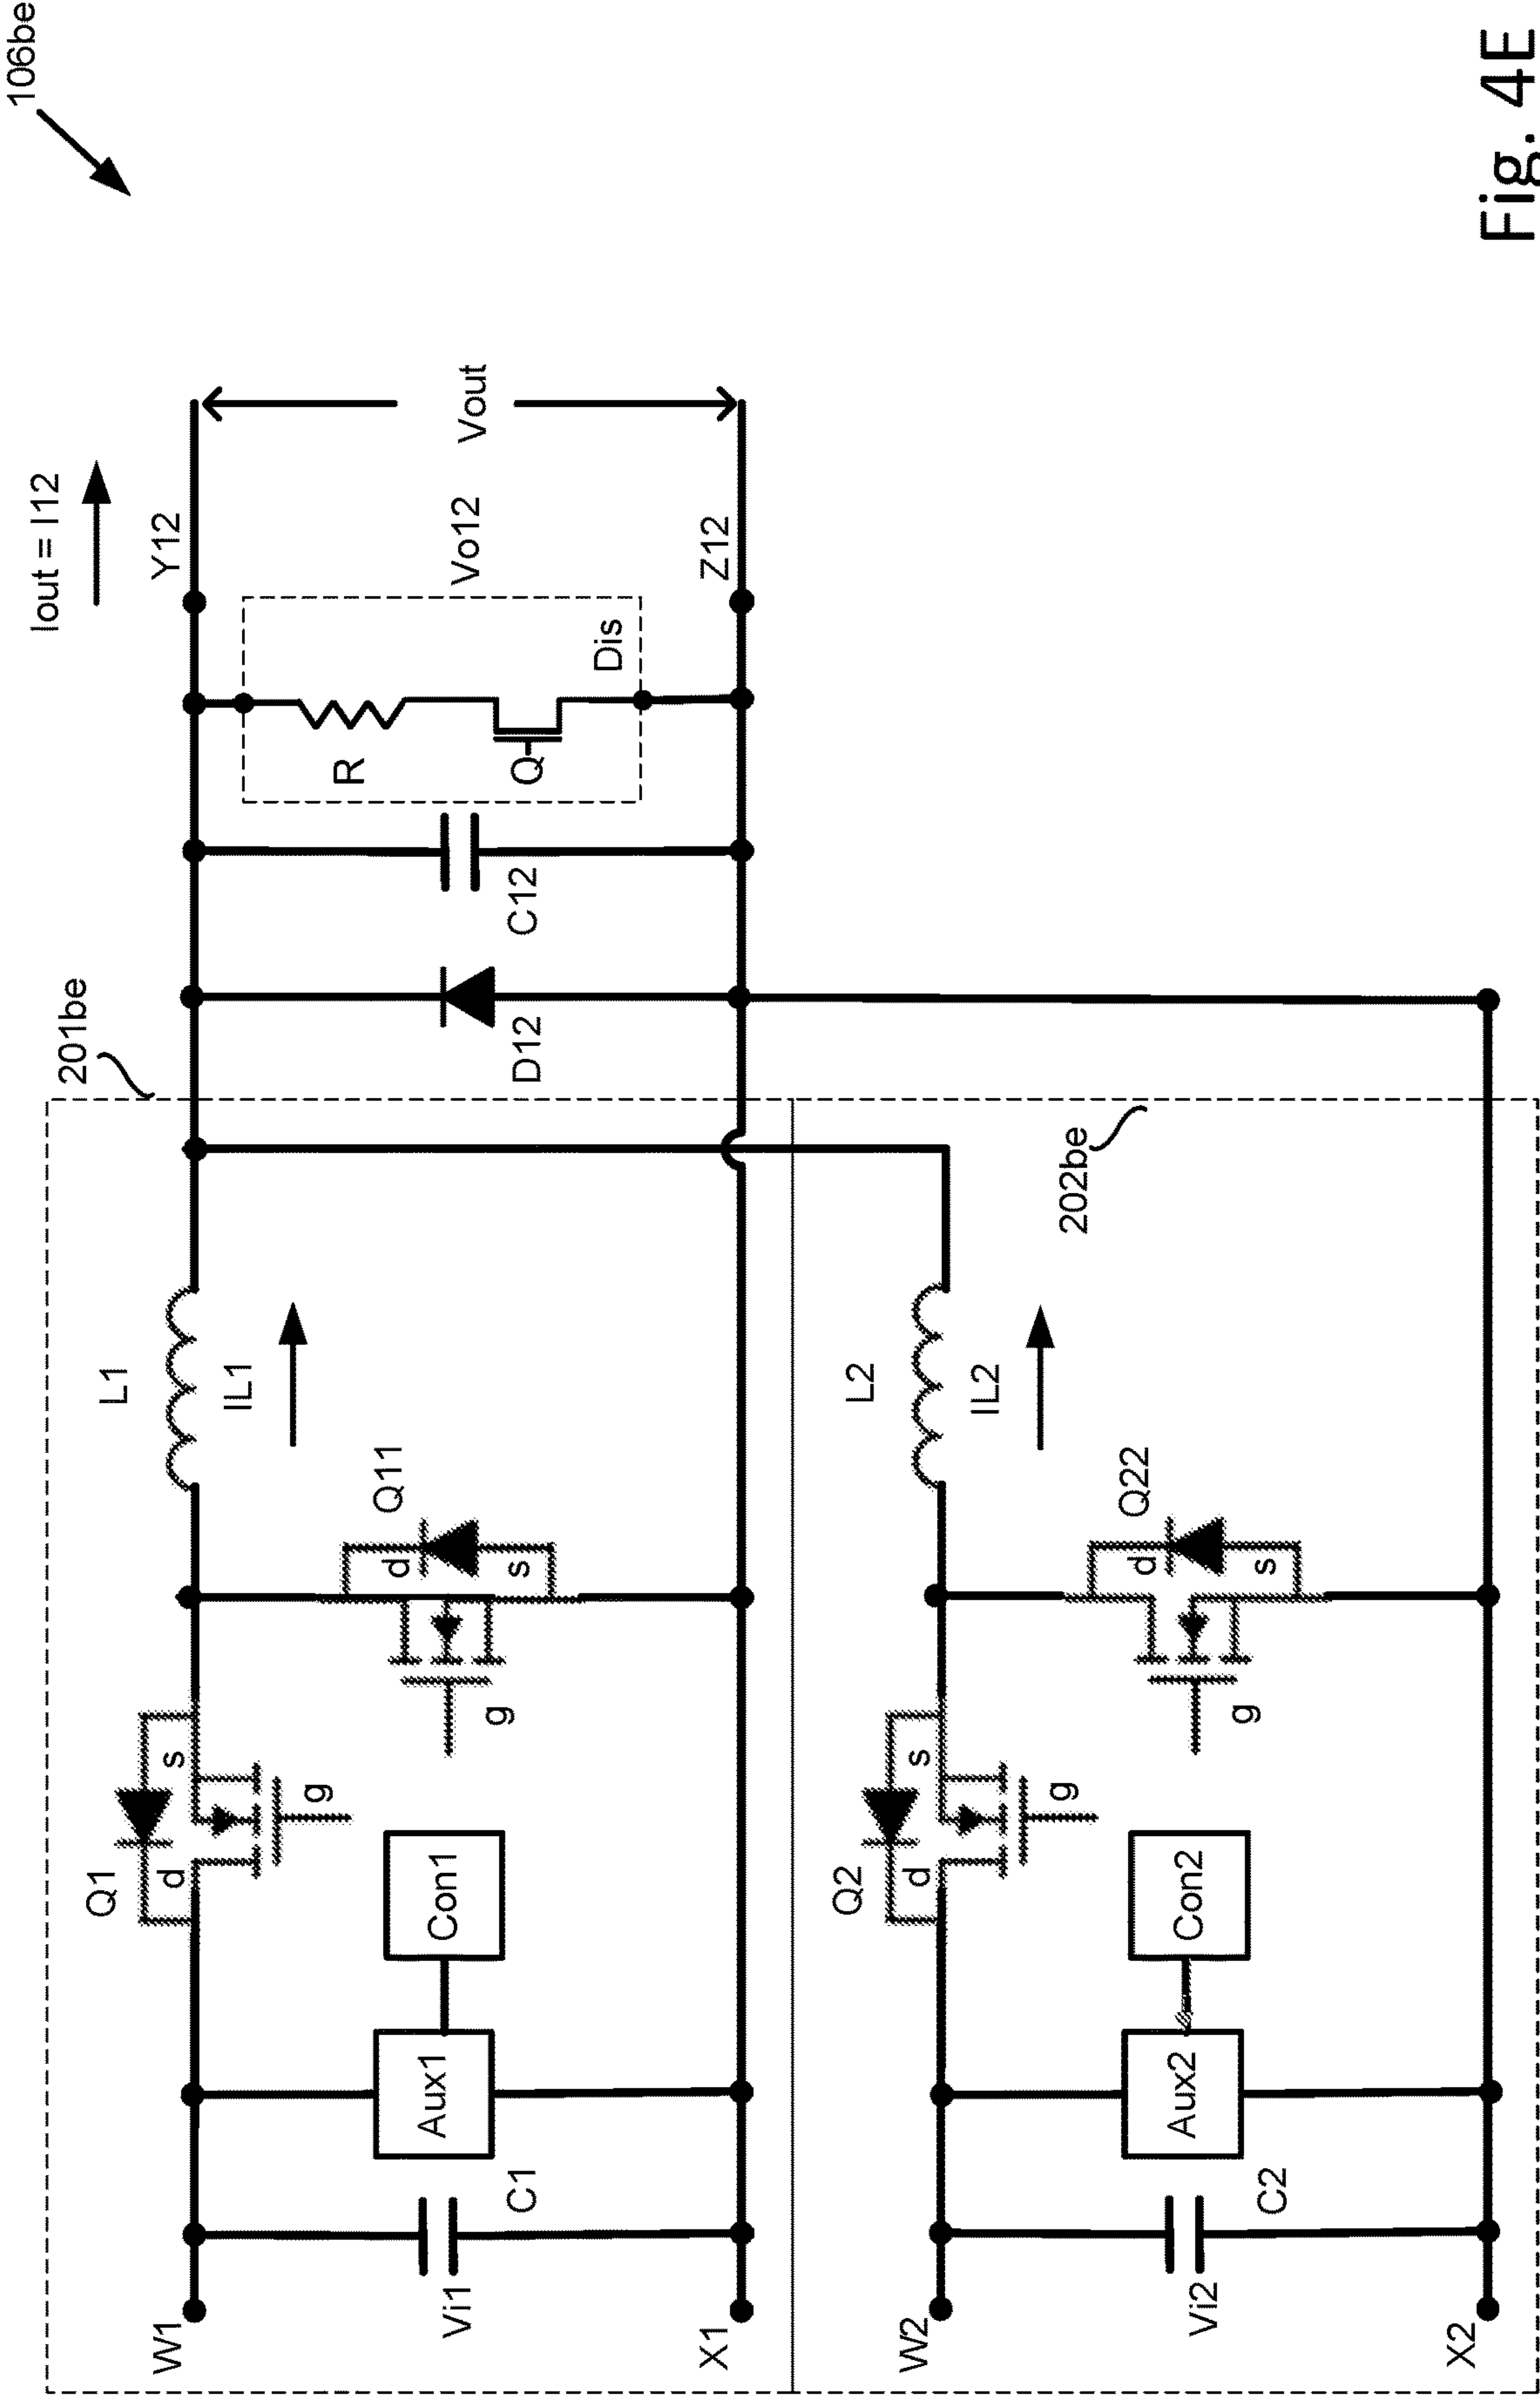 106be
Iout = I12
201be
Y12
W1
Q1
d
s
g
L1
IL1
Vi1
C1
Aux1
Con1
Q11
d
s
g
D12
C12
R
Q
Dis
Vo12
Vout
X1
Z12
W2
Q2
d
s
g
L2
IL2
202be
Vi2
C2
Aux2
Con2
Q22
d
s
g
X2
Fig. 4E